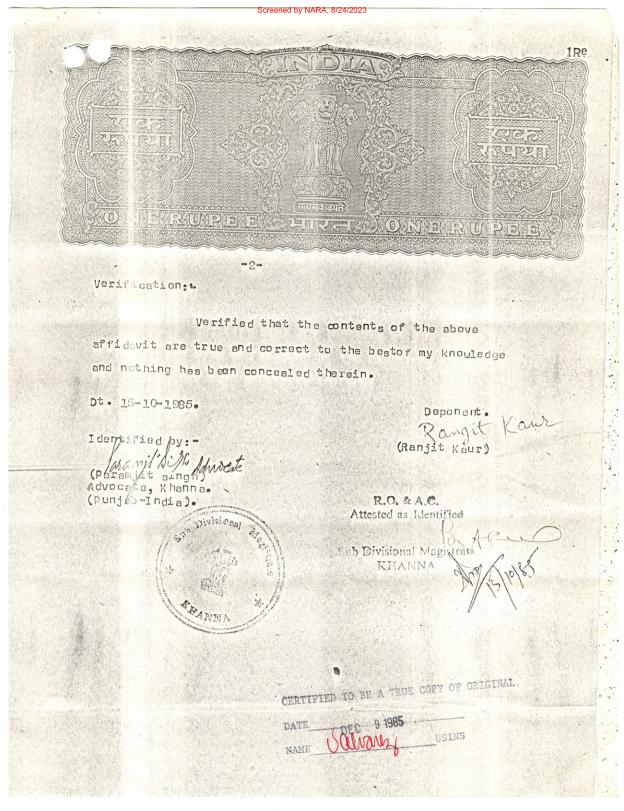 Screened by NARA, 8/24/2023
1Re
INDIA
एक
रुपया
एक
रुपया
सत्यमेव जयते
ONE RUPEE भारत ONE RUPEE
-2-
Verification:-
Verified that the contents of the above
affidavit are true and correct to the bestof my knowledge
and nothing has been concealed therein.
Dt. 15-10-1985.
Deponent.
Ranjit Kaur
(Ranjit Kaur)
Identified by:-
Paramjit Singh Advocate
(Paramjit singh)
Advocate, Khanna.
(Punjab-India).
R.O. & A.C.
Attested as Identified
Sub Divisional Magistrate
KHANNA
15/10/85
Sub Divisional Magistrate
KHANNA
CERTIFIED TO BE A TRUE COPY OF ORIGINAL
DATE DEC 9 1985
NAME Salvarez USINS